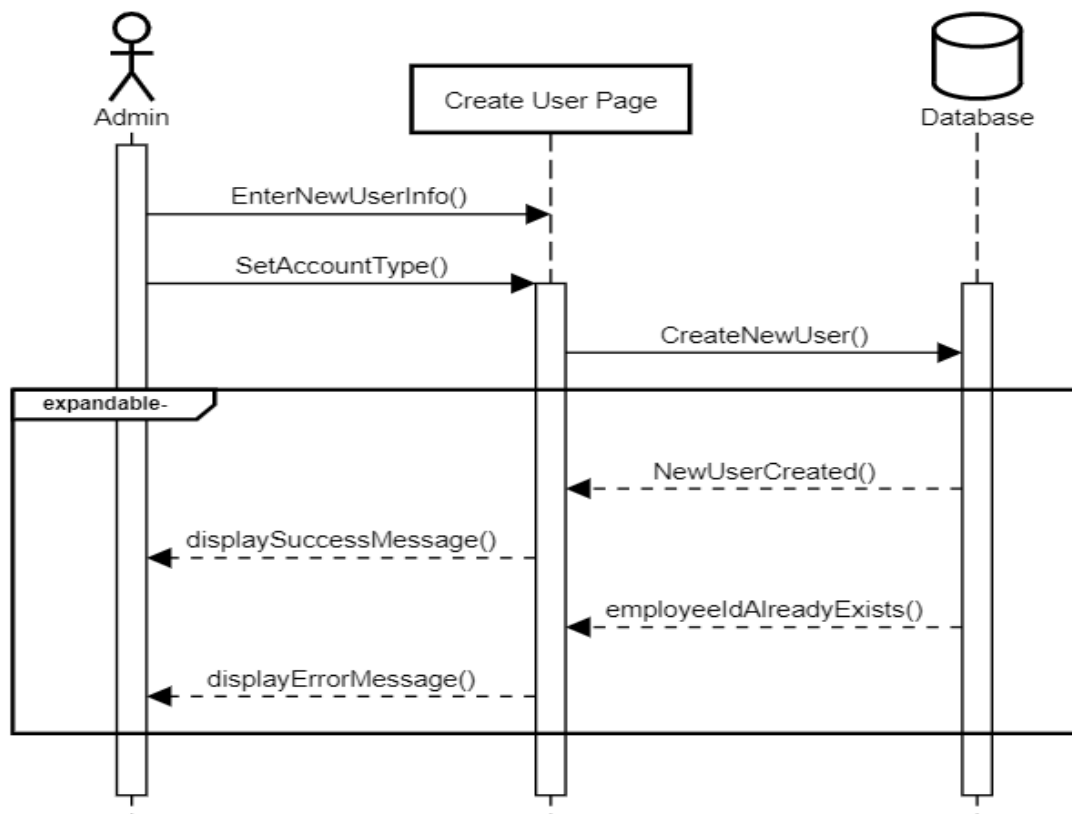 Admin
Create User Page
Database
EnterNewUserInfo()
SetAccountType()
CreateNewUser()
expandable-
NewUserCreated()
displaySuccessMessage()
employeeIdAlreadyExists()
displayErrorMessage()